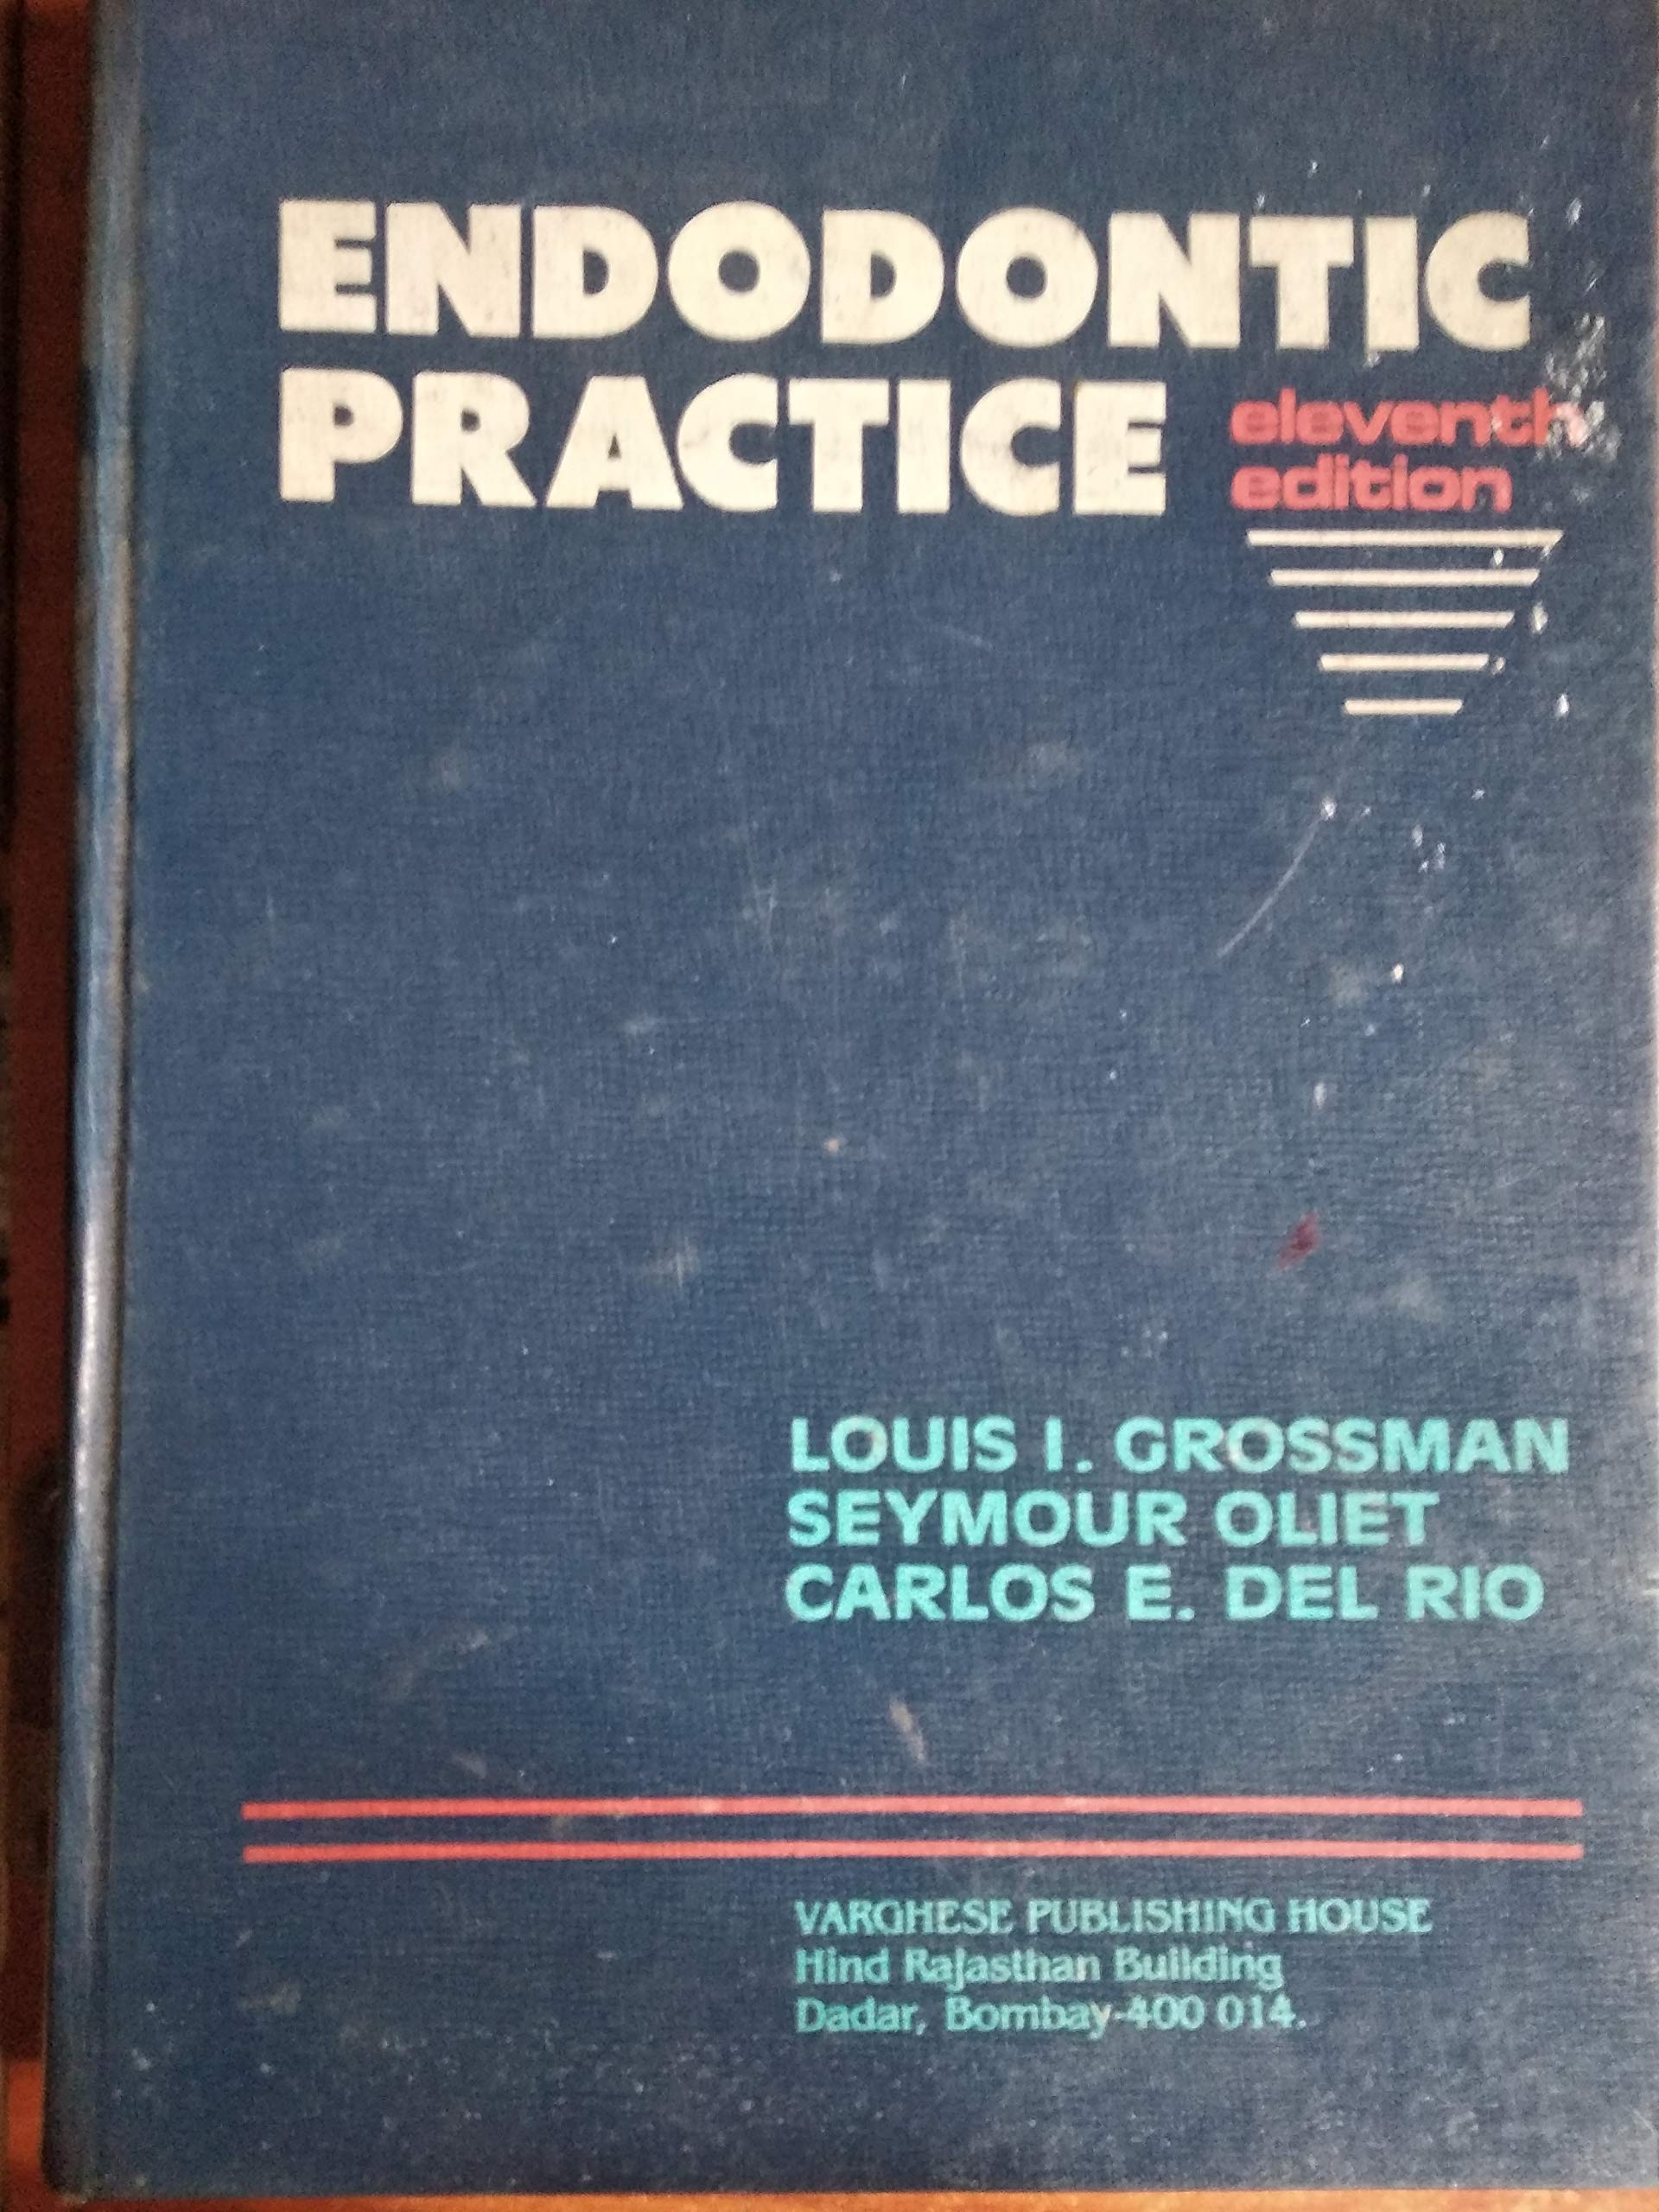 ENDODONTIC
PRACTICE
eleventh
edition
LOUIS I. GROSSMAN
SEYMOUR OLIET
CARLOS E. DEL RIO
VARGHESE PUBLISHING HOUSE
Hind Rajasthan Building
Dadar, Bombay-400 014.